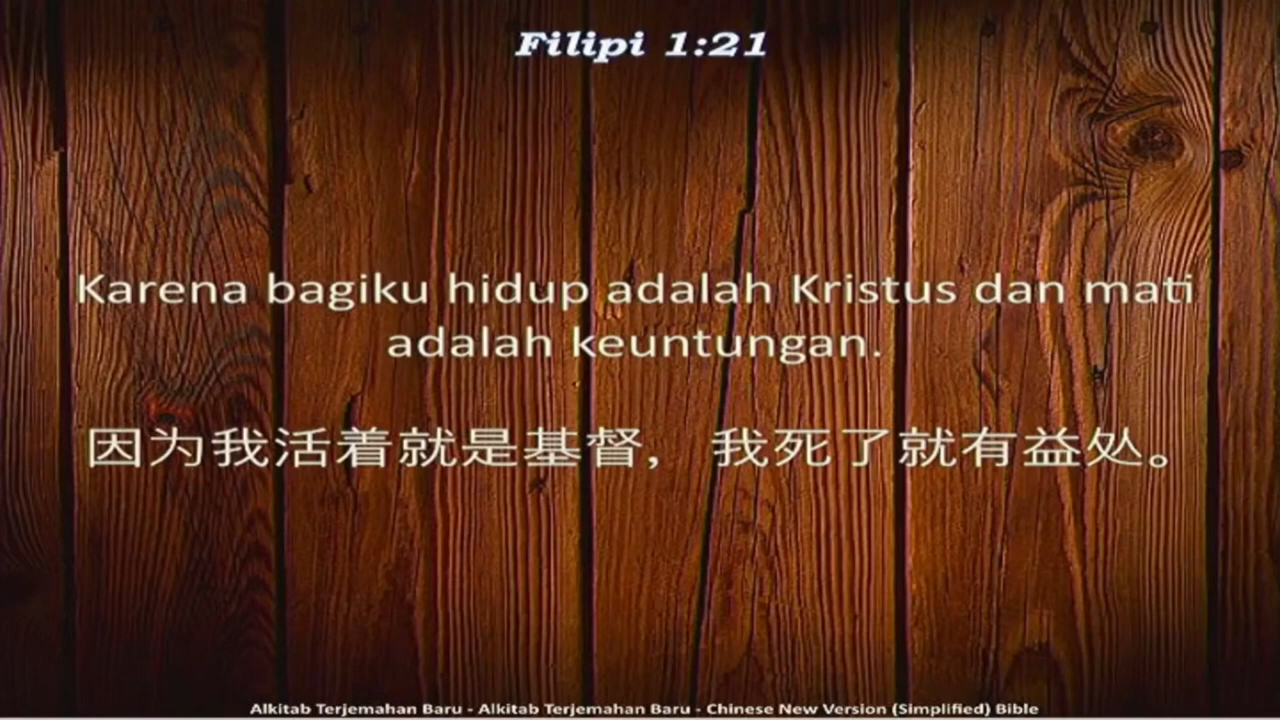 Filipi 1:21
Karena bagiku hidup adalah Kristus dan mati
adalah keuntungan.
因为我活着就是基督， 我死了就有益处。
Alkitab Terjemahan Baru - Alkitab Terjemahan Baru - Chinese New Version (Simplified) Bible